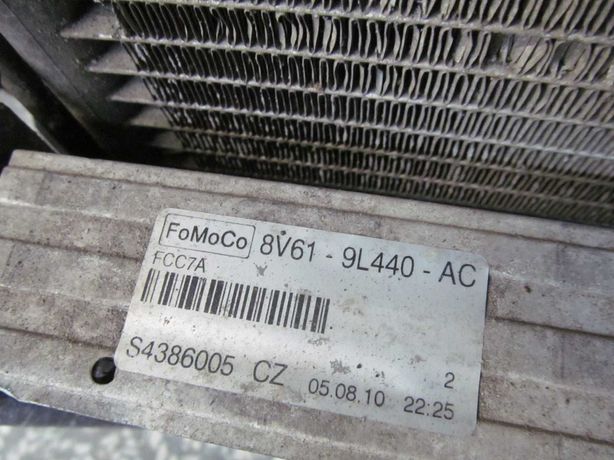 FoMoCo 8V61 - 9L440 - AC
FCC7A
2
S4386005 CZ 05.08.10 22:25